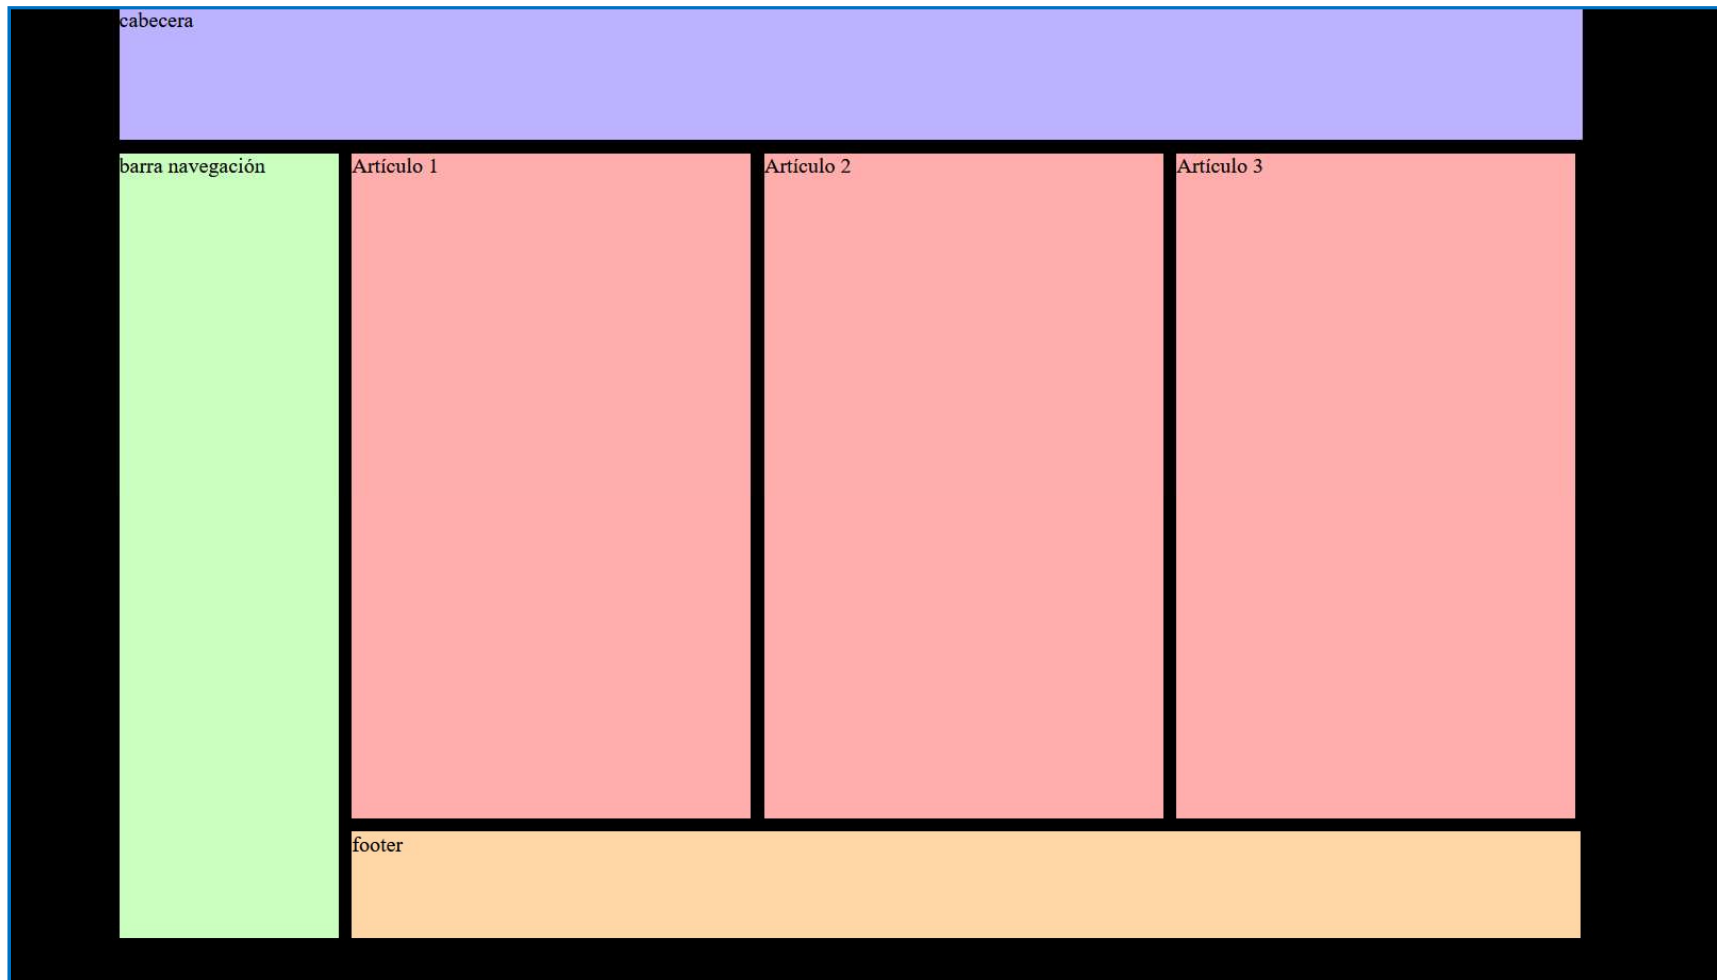 cabecera
barra navegación
Artículo 1
Artículo 2
Artículo 3
footer